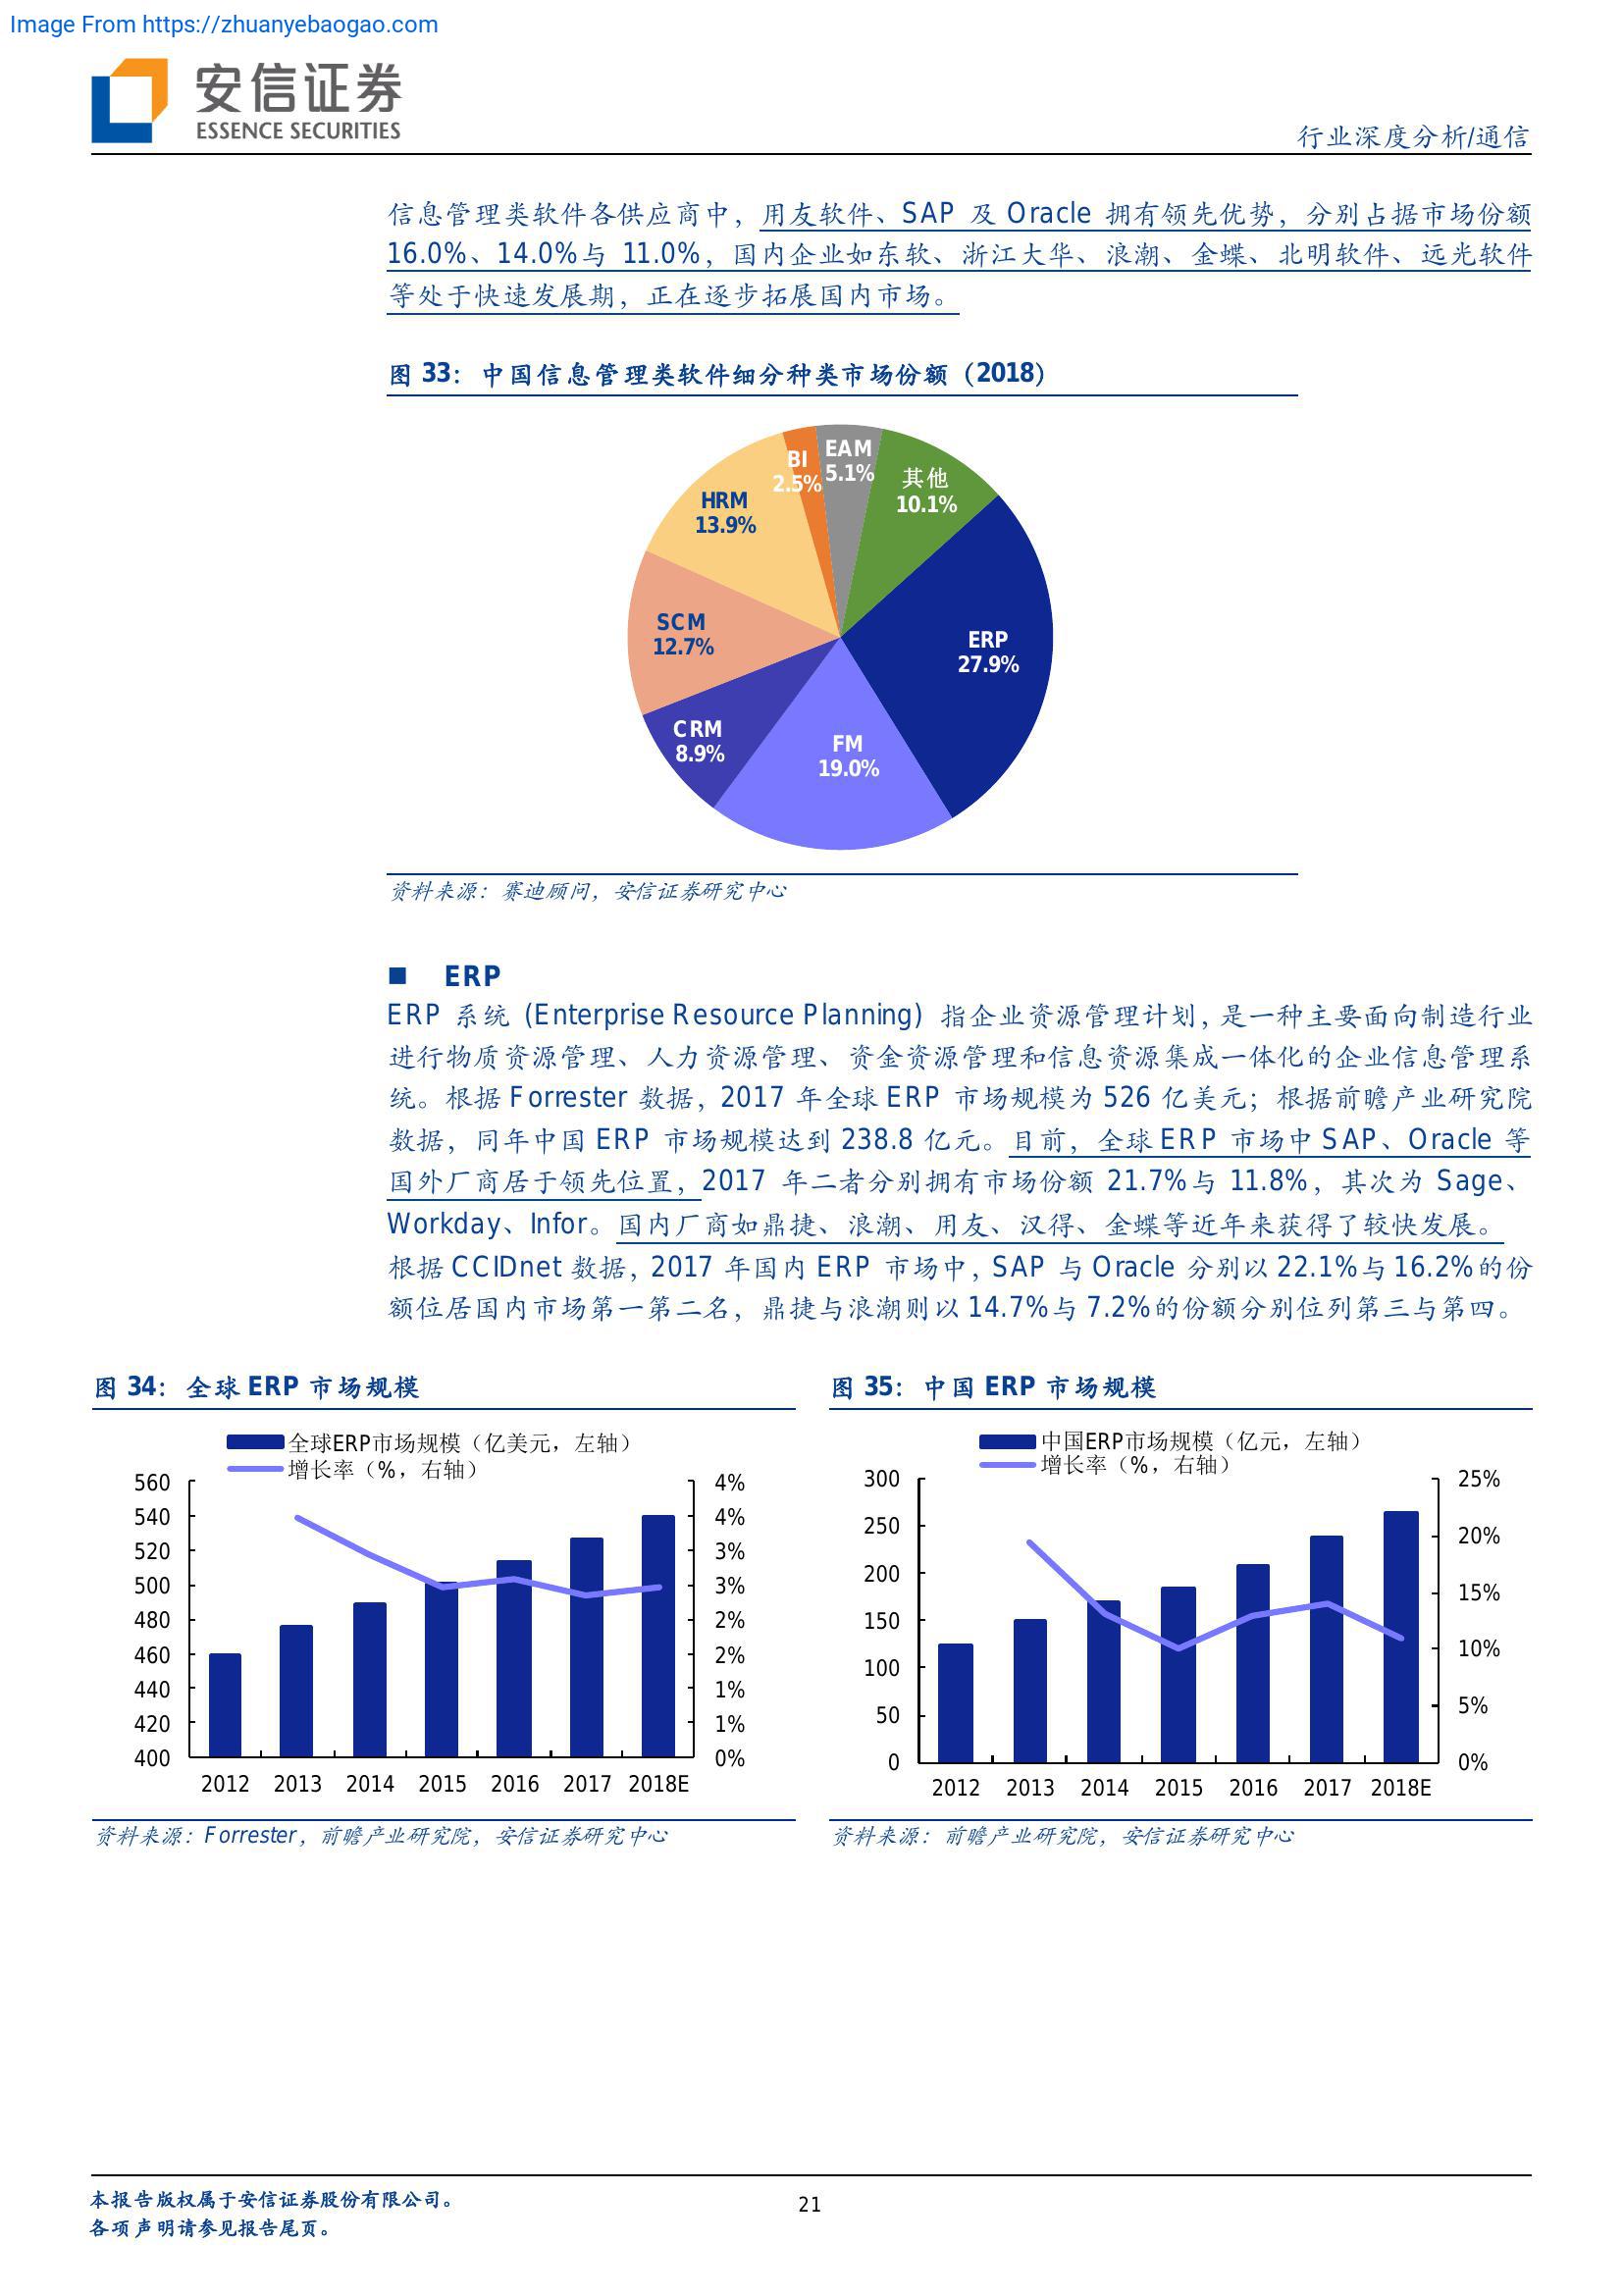 Image From https://zhuanyebaogao.com
安信证券
ESSENCE SECURITIES
行业深度分析/通信
信息管理类软件各供应商中，用友软件、SAP 及 Oracle 拥有领先优势，分别占据市场份额
16.0%、14.0%与 11.0%，国内企业如东软、浙江大华、浪潮、金蝶、北明软件、远光软件
等处于快速发展期，正在逐步拓展国内市场。
图 33：中国信息管理类软件细分种类市场份额（2018）
BI
2.5%
EAM
5.1%
其他
10.1%
HRM
13.9%
SCM
12.7%
ERP
27.9%
CRM
8.9%
FM
19.0%
资料来源：赛迪顾问，安信证券研究中心
■ ERP
ERP 系统 (Enterprise Resource Planning) 指企业资源管理计划，是一种主要面向制造行业
进行物质资源管理、人力资源管理、资金资源管理和信息资源集成一体化的企业信息管理系
统。根据 Forrester 数据，2017 年全球 ERP 市场规模为 526 亿美元；根据前瞻产业研究院
数据，同年中国 ERP 市场规模达到 238.8 亿元。目前，全球 ERP 市场中 SAP、Oracle 等
国外厂商居于领先位置，2017 年二者分别拥有市场份额 21.7%与 11.8%，其次为 Sage、
Workday、Infor。国内厂商如鼎捷、浪潮、用友、汉得、金蝶等近年来获得了较快发展。
根据 CCIDnet 数据，2017 年国内 ERP 市场中，SAP 与 Oracle 分别以 22.1%与 16.2%的份
额位居国内市场第一第二名，鼎捷与浪潮则以 14.7%与 7.2%的份额分别位列第三与第四。
图 34：全球 ERP 市场规模
全球ERP市场规模（亿美元，左轴）
增长率（%，右轴）
560
540
520
500
480
460
440
420
400
4%
4%
3%
3%
2%
2%
1%
1%
0%
2012 2013 2014 2015 2016 2017 2018E
资料来源：Forrester，前瞻产业研究院，安信证券研究中心
图 35：中国 ERP 市场规模
中国ERP市场规模（亿元，左轴）
增长率（%，右轴）
300
250
200
150
100
50
0
25%
20%
15%
10%
5%
0%
2012 2013 2014 2015 2016 2017 2018E
资料来源：前瞻产业研究院，安信证券研究中心
本报告版权属于安信证券股份有限公司。
各项声明请参见报告尾页。
21